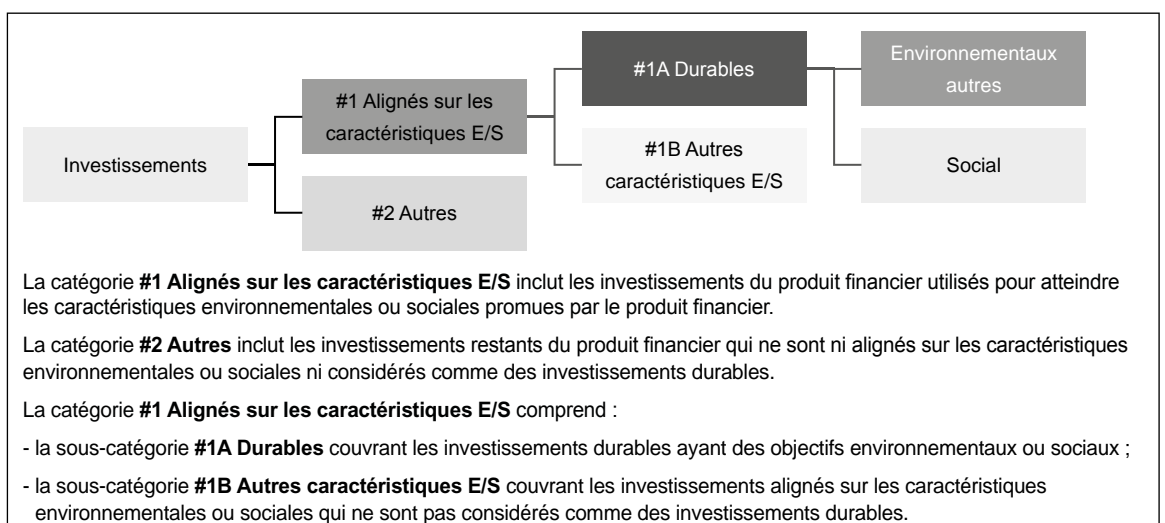 Investissements
#1 Alignés sur les
caractéristiques E/S
#2 Autres
#1A Durables
#1B Autres
caractéristiques E/S
Environnementaux
autres
Social
La catégorie #1 Alignés sur les caractéristiques E/S inclut les investissements du produit financier utilisés pour atteindre
les caractéristiques environnementales ou sociales promues par le produit financier.
La catégorie #2 Autres inclut les investissements restants du produit financier qui ne sont ni alignés sur les caractéristiques
environnementales ou sociales ni considérés comme des investissements durables.
La catégorie #1 Alignés sur les caractéristiques E/S comprend :
- la sous-catégorie #1A Durables couvrant les investissements durables ayant des objectifs environnementaux ou sociaux ;
- la sous-catégorie #1B Autres caractéristiques E/S couvrant les investissements alignés sur les caractéristiques
environnementales ou sociales qui ne sont pas considérés comme des investissements durables.